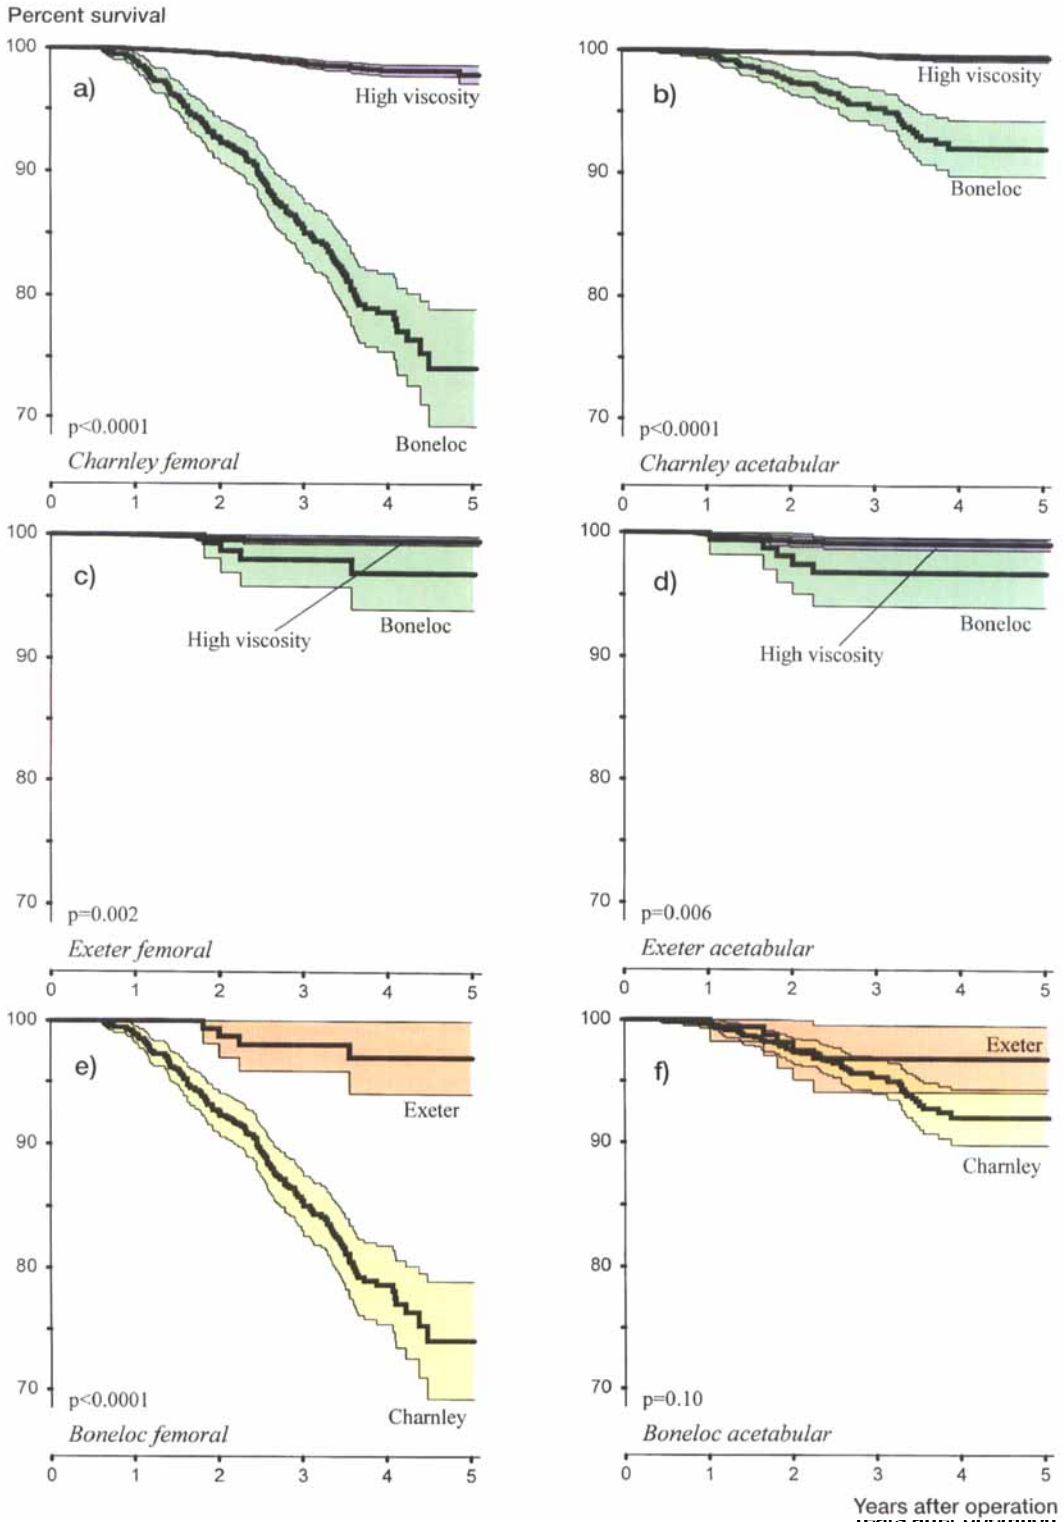 Percent survival
100
90
80
70
a)
High viscosity
Boneloc
p<0.0001
Charnley femoral
0 1 2 3 4 5
100
90
80
70
b)
High viscosity
Boneloc
p<0.0001
Charnley acetabular
0 1 2 3 4 5
100
90
80
70
c)
High viscosity
Boneloc
p=0.002
Exeter femoral
0 1 2 3 4 5
100
90
80
70
d)
High viscosity
Boneloc
p=0.006
Exeter acetabular
0 1 2 3 4 5
100
90
80
70
e)
Exeter
Charnley
p<0.0001
Boneloc femoral
0 1 2 3 4 5
100
90
80
70
f)
Exeter
Charnley
p=0.10
Boneloc acetabular
0 1 2 3 4 5
Years after operation